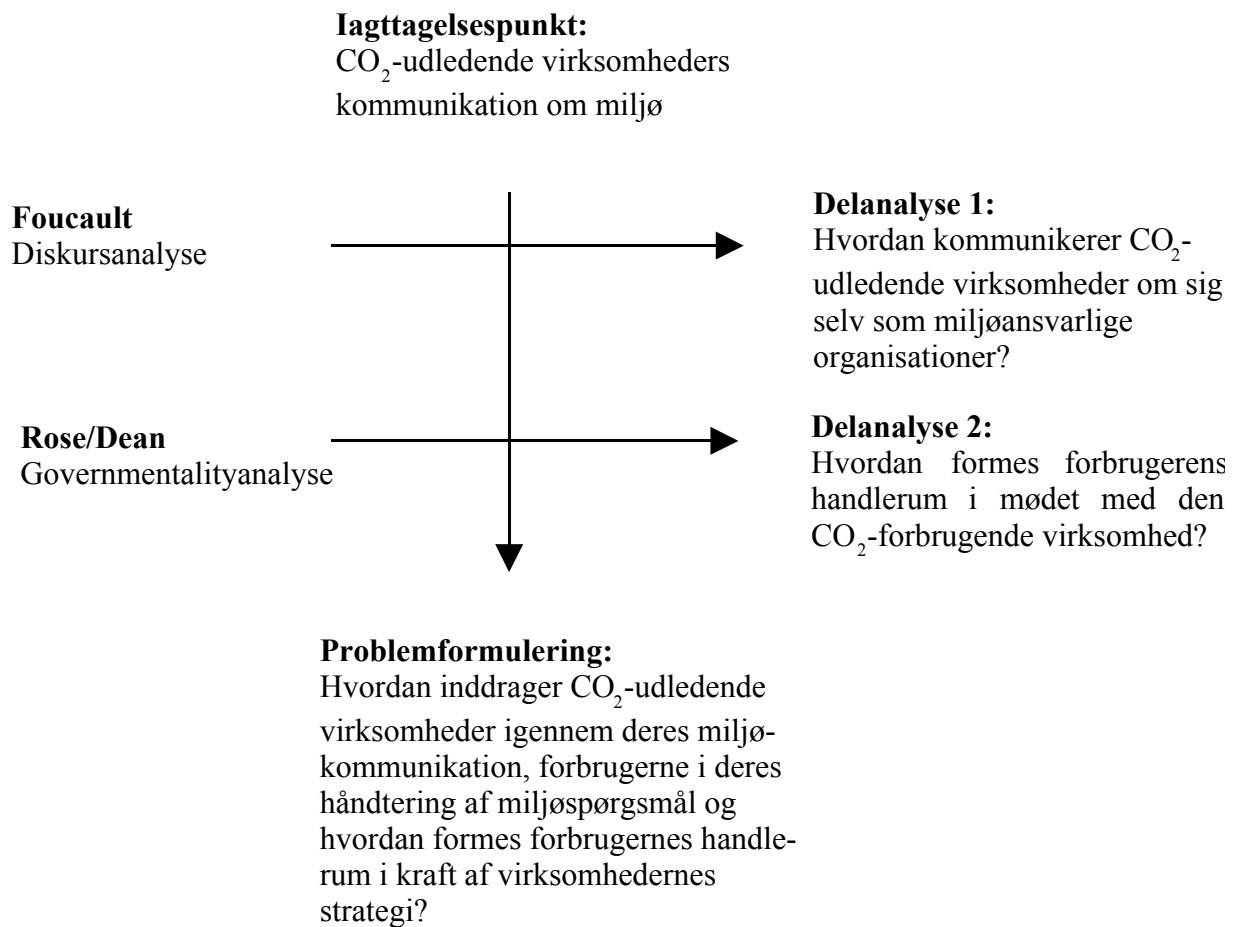 Iagttagelsespunkt:
CO₂-udledende virksomheders
kommunikation om miljø
Foucault
Diskursanalyse
Delanalyse 1:
Hvordan kommunikerer CO₂-
udledende virksomheder om sig
selv som miljøansvarlige
organisationer?
Rose/Dean
Governmentalityanalyse
Delanalyse 2:
Hvordan formes forbrugerens
handlerum i mødet med den
CO₂-forbrugende virksomhed?
Problemformulering:
Hvordan inddrager CO₂-udledende
virksomheder igennem deres miljø-
kommunikation, forbrugerne i deres
håndtering af miljøspørgsmål og
hvordan formes forbrugernes handle-
rum i kraft af virksomhedernes
strategi?